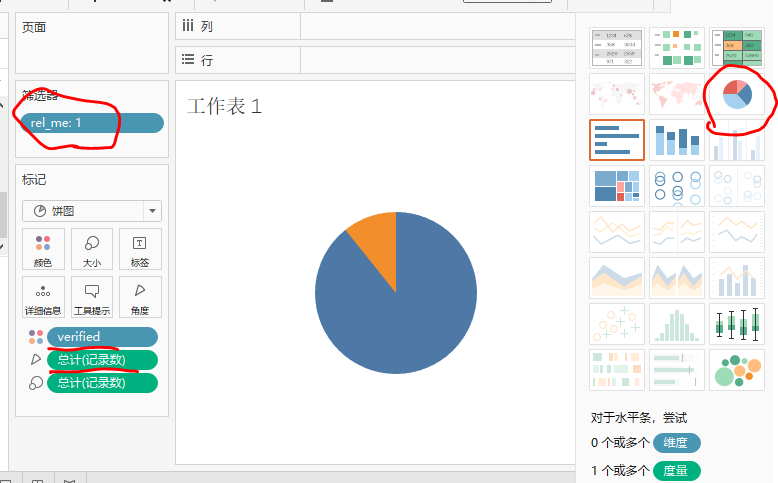 页面
列
行
筛选器
rel_me: 1
工作表 1
标记
饼图
颜色
大小
标签
详细信息
工具提示
角度
verified
总计(记录数)
总计(记录数)
对于水平条，尝试
0 个或多个 维度
1 个或多个 度量